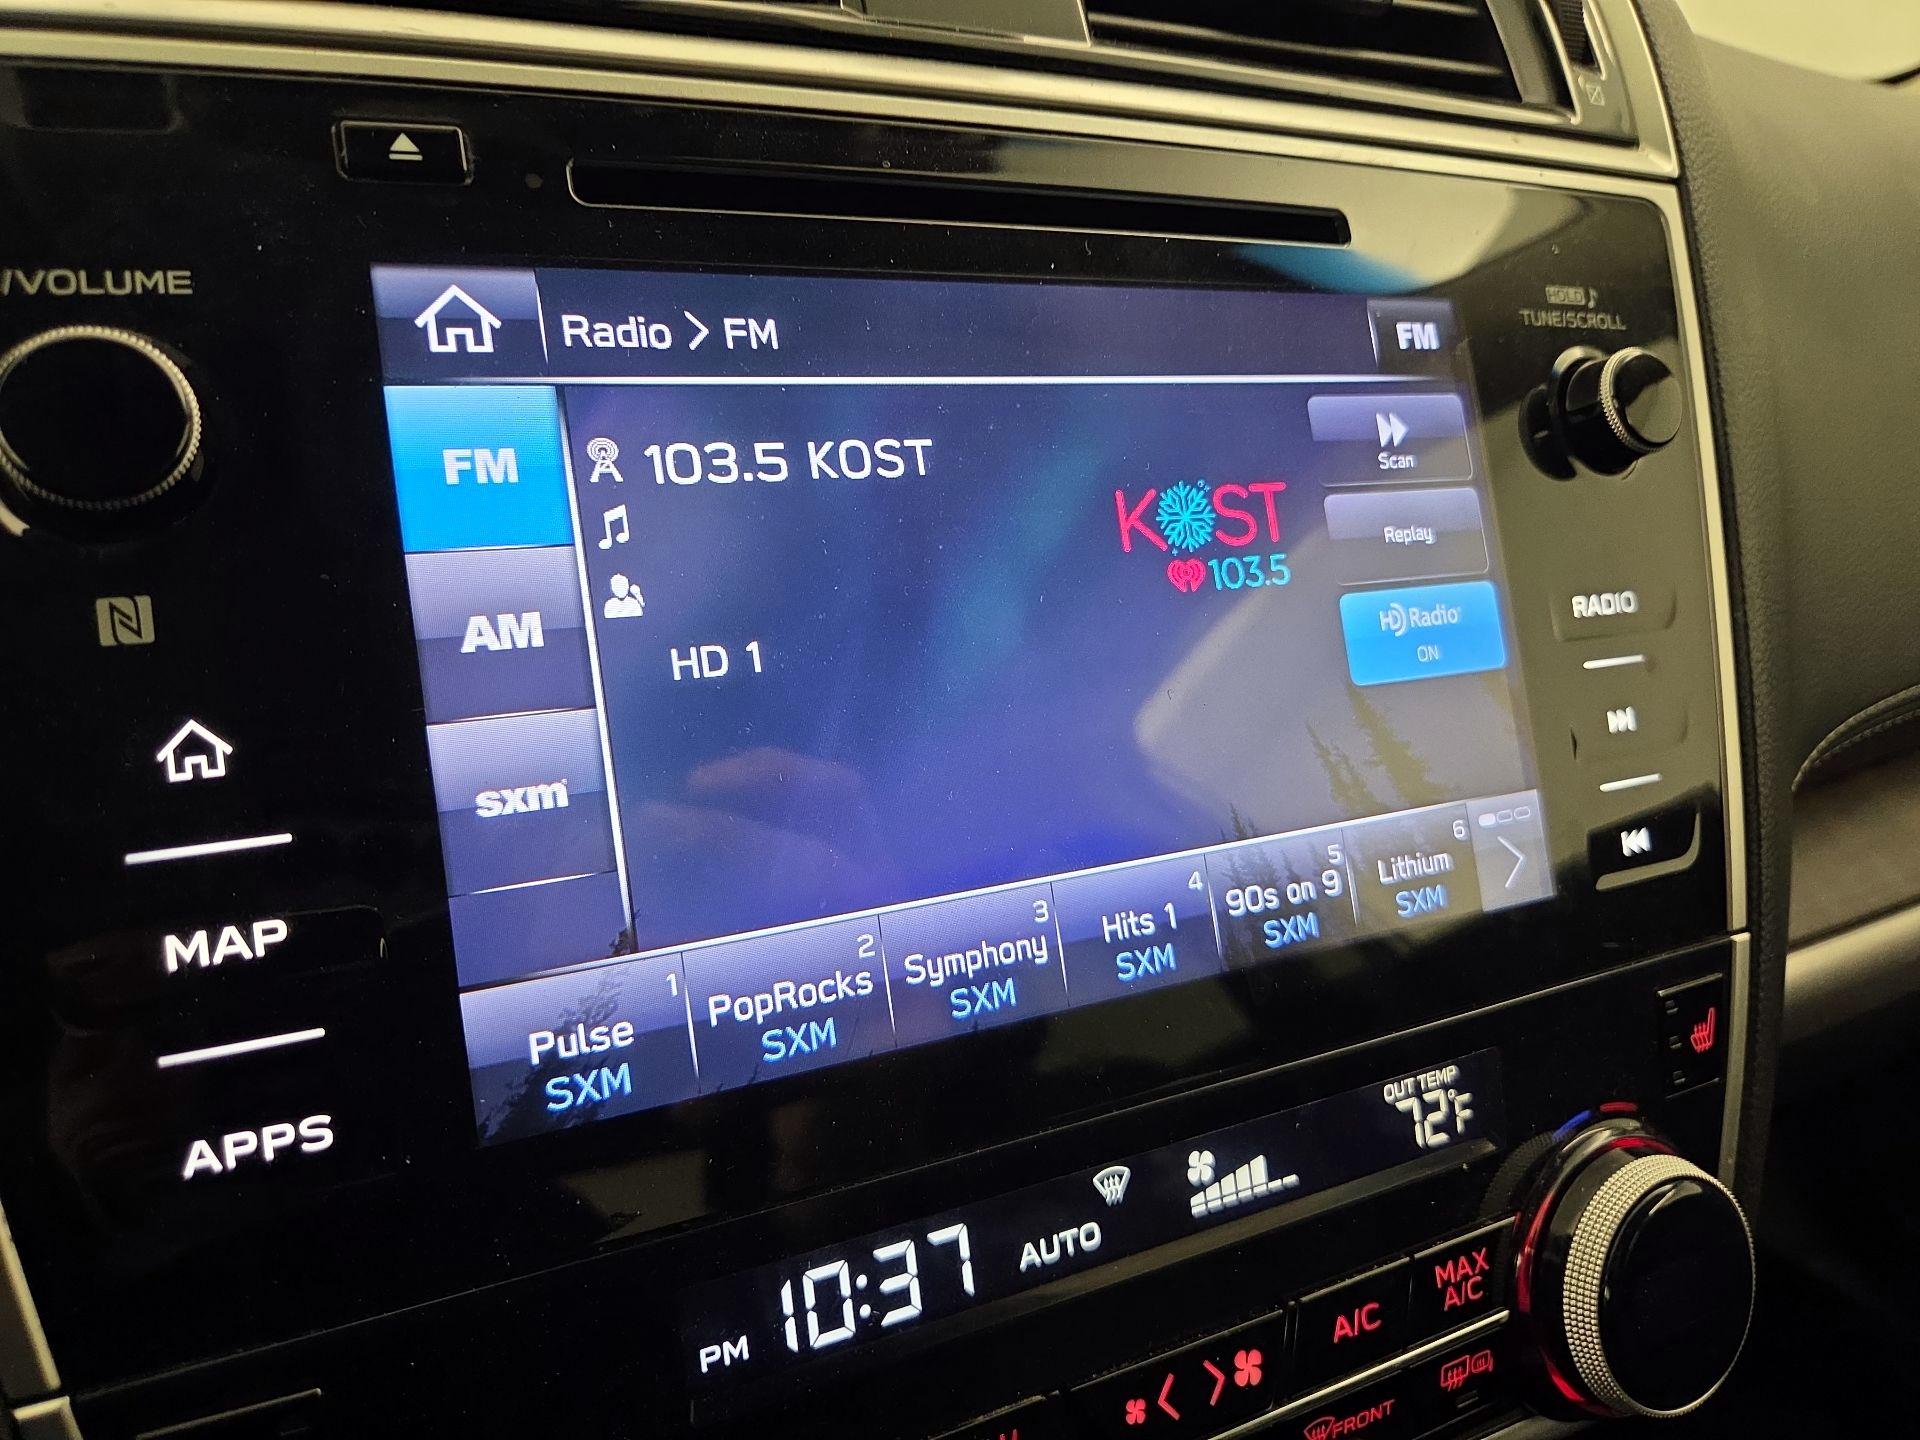 /VOLUME
HOLD
TUNE/SCROLL
Radio > FM
FM
FM
103.5 KOST
KOST
103.5
Scan
Replay
HD Radio
ON
RADIO
AM
HD 1
sxm
MAP
APPS
1
Pulse
SXM
2
PopRocks
SXM
3
Symphony
SXM
4
Hits 1
SXM
5
90s on 9
SXM
6
Lithium
SXM
OUT TEMP
72°F
PM 10:37
AUTO
A/C
MAX
A/C
FRONT